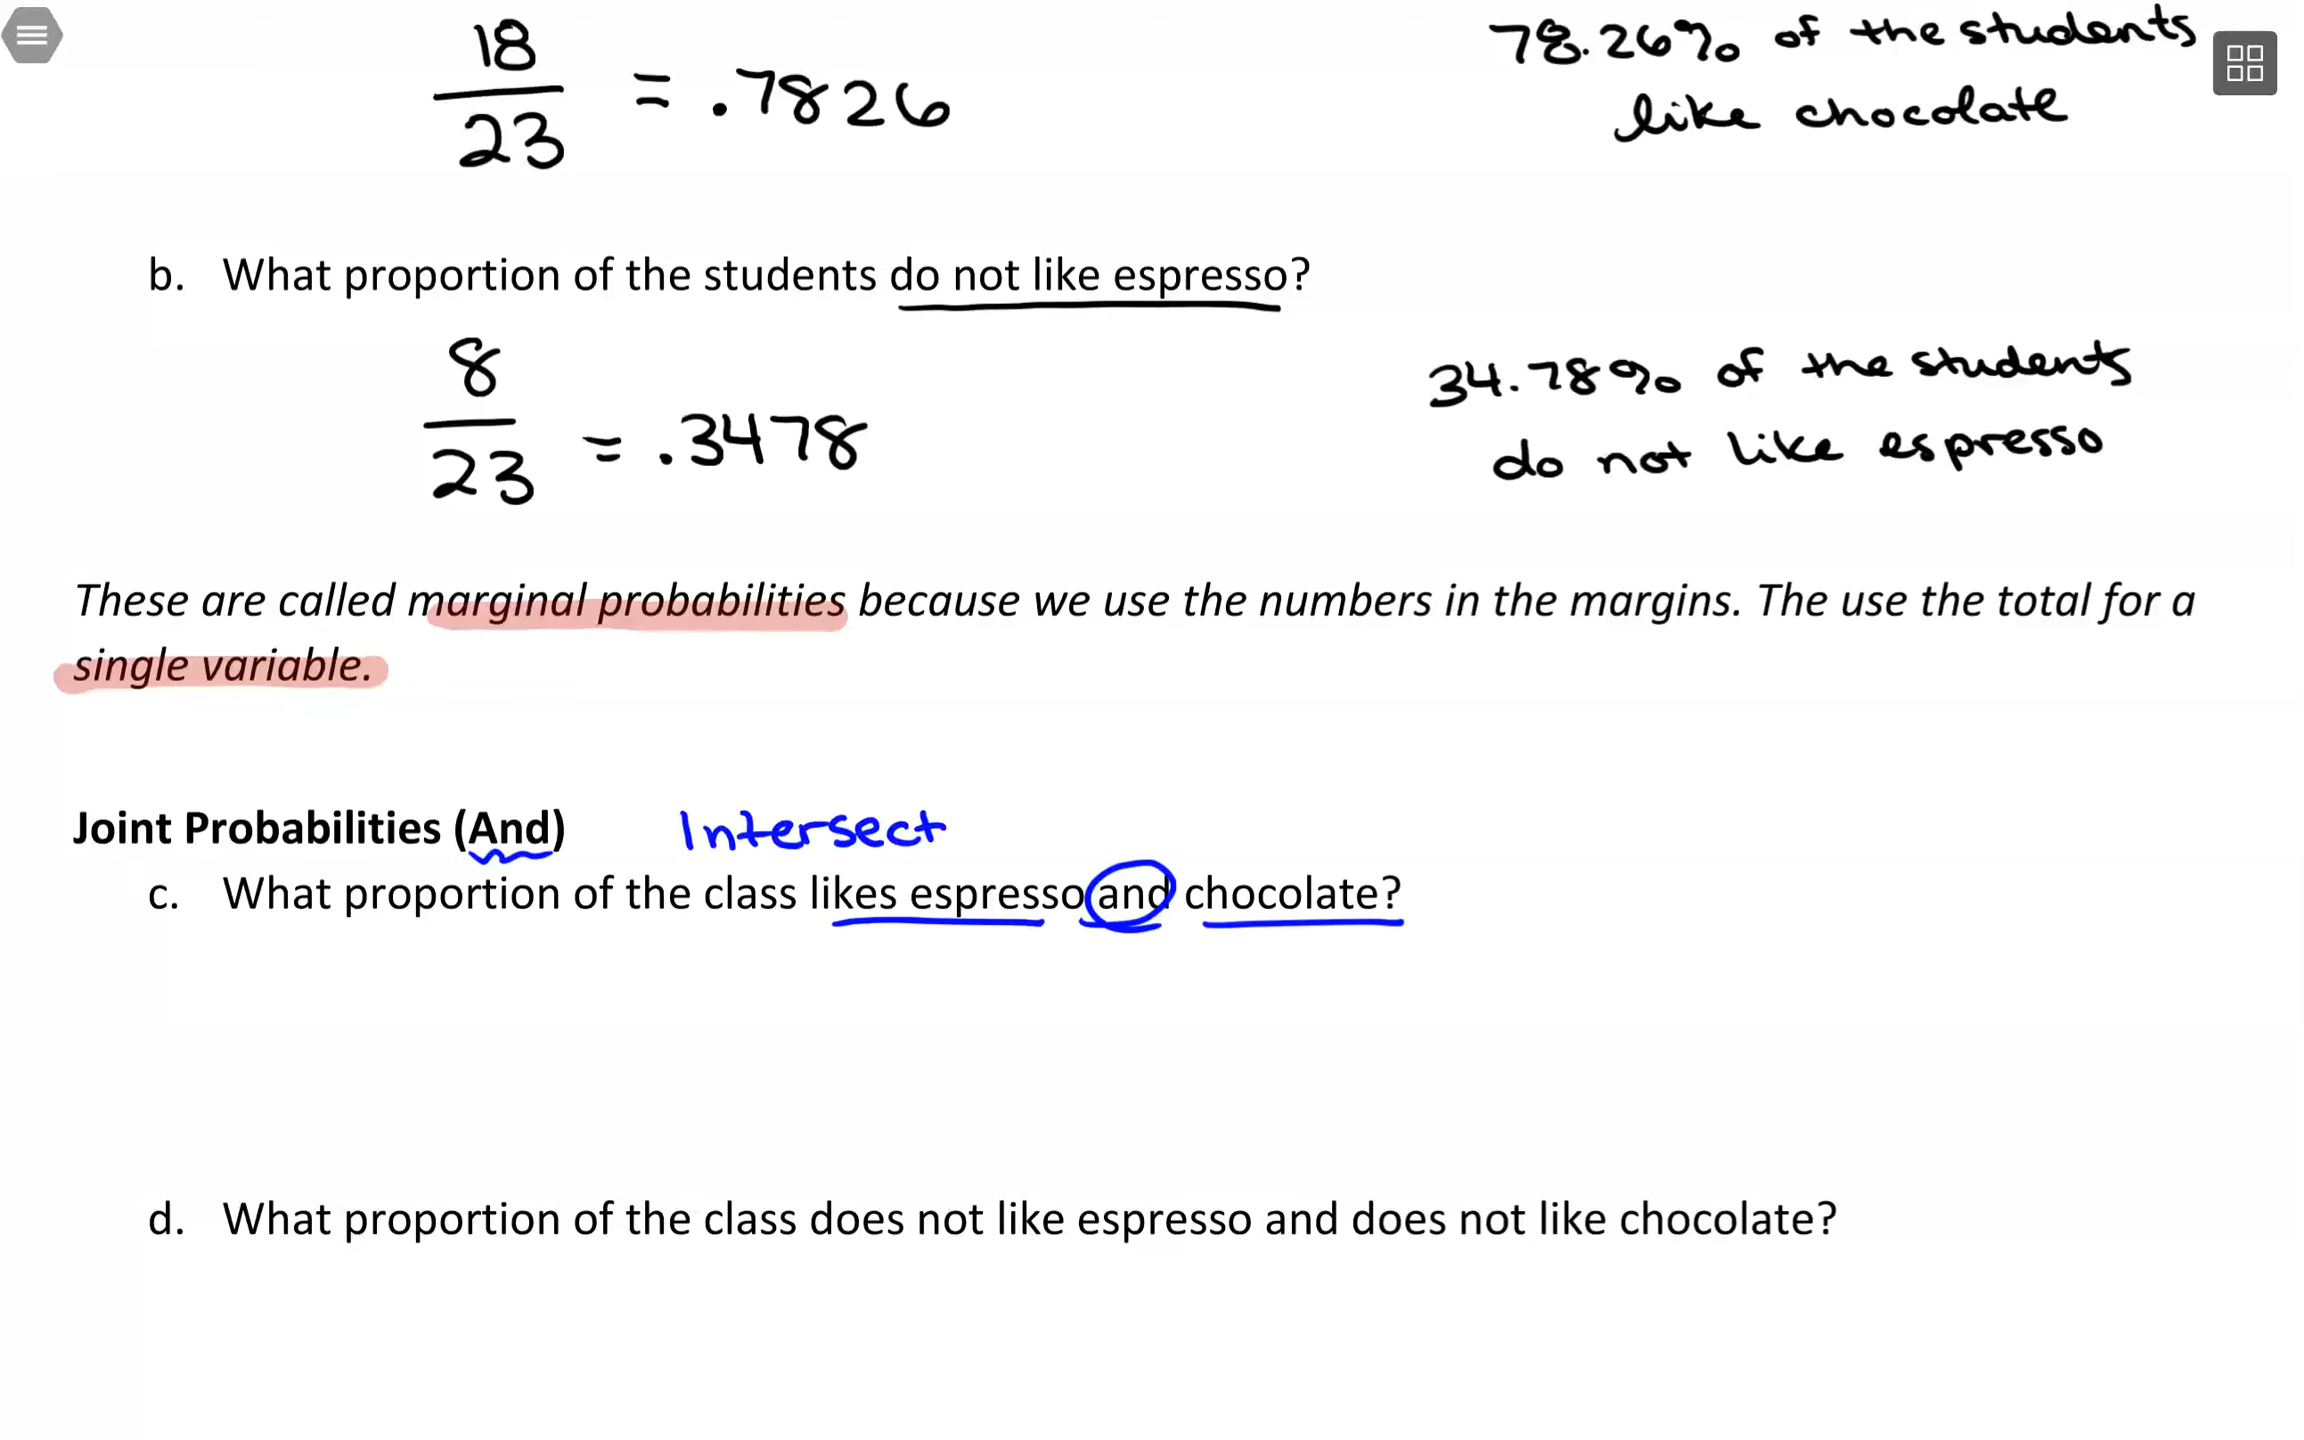 18
23
= .7826
78.26% of the students
like chocolate
b. What proportion of the students do not like espresso?
8
23
= .3478
34.78% of the students
do not like espresso
These are called marginal probabilities because we use the numbers in the margins. The use the total for a
single variable.
Joint Probabilities (And) Intersect
c. What proportion of the class likes espresso and chocolate?
d. What proportion of the class does not like espresso and does not like chocolate?